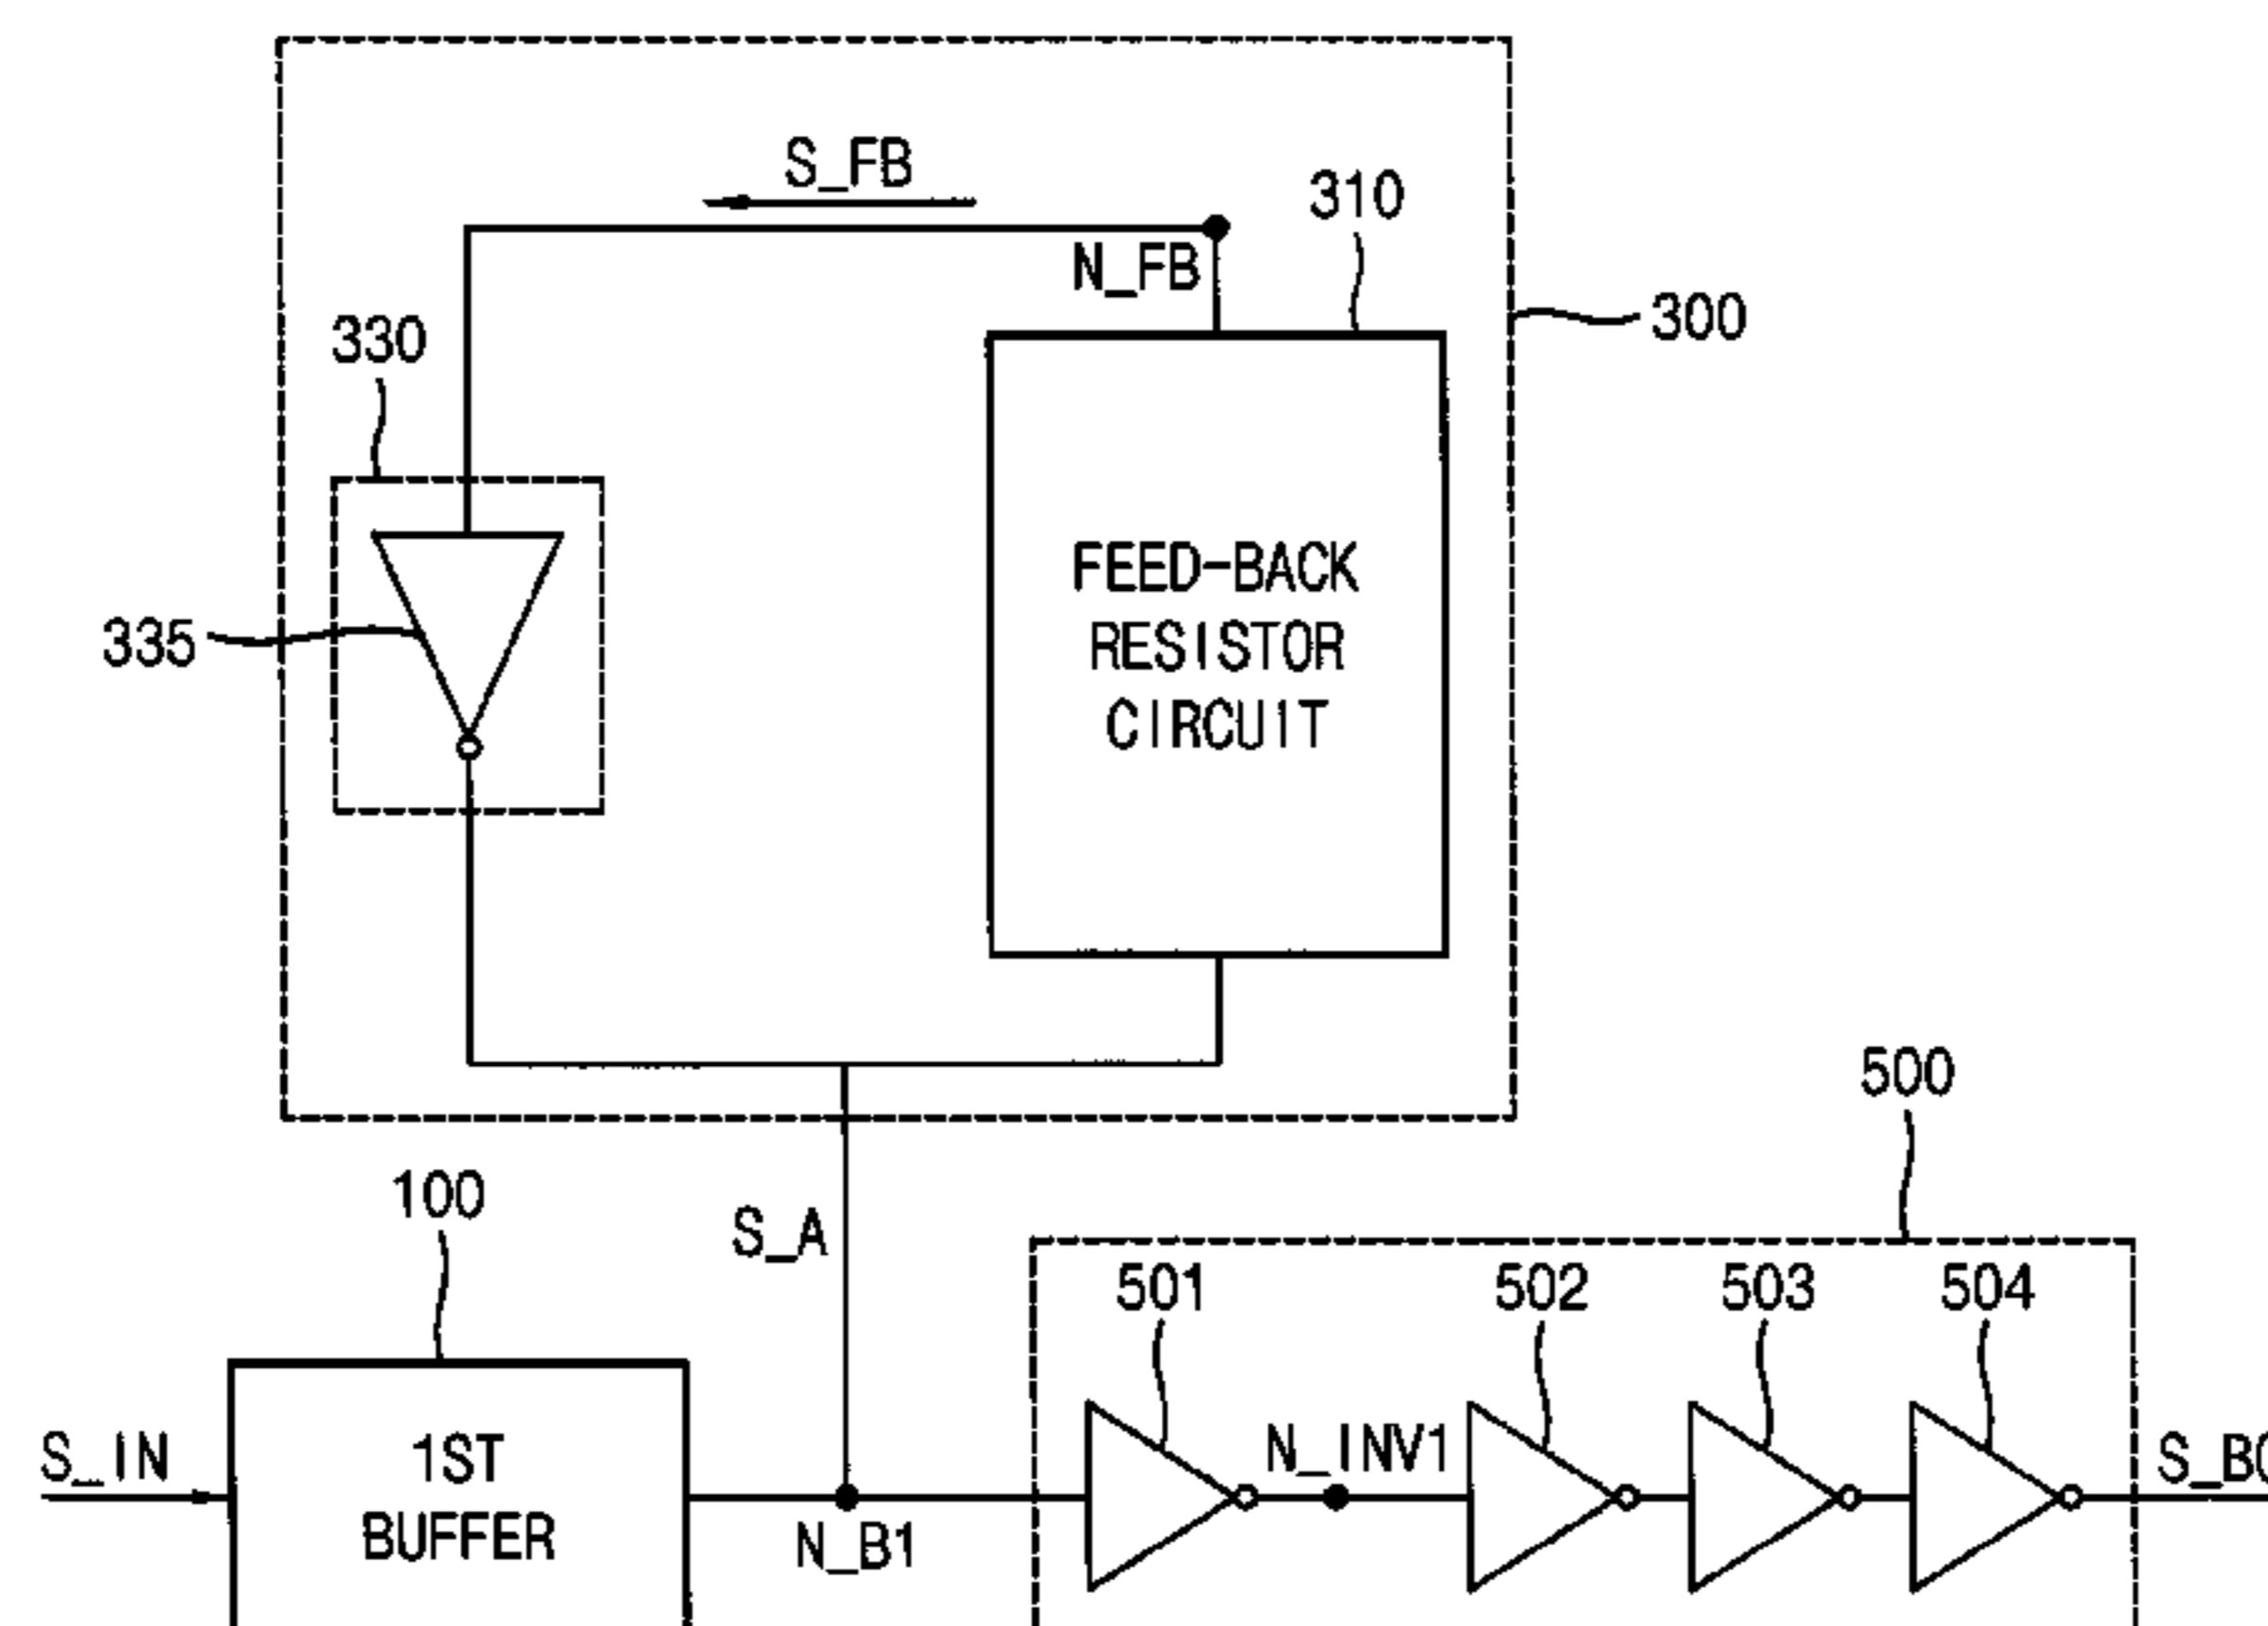 S_FB
310
N_FB
300
330
FEED-BACK
RESISTOR
CIRCUIT
335
500
100
S_A
501
502
503
504
S_IN
1ST
BUFFER
N_B1
N_INV1